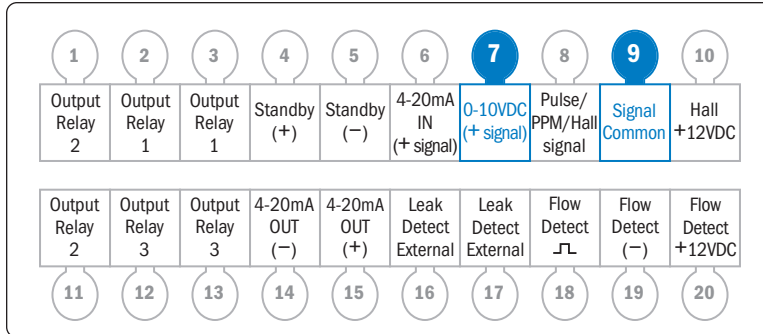 1 2 3 4 5 6 7 8 9 10
Output Relay 2
Output Relay 1
Output Relay 1
Standby (+)
Standby (−)
4-20mA IN (+ signal)
0-10VDC (+ signal)
Pulse/ PPM/Hall signal
Signal Common
Hall +12VDC
Output Relay 2
Output Relay 3
Output Relay 3
4-20mA OUT (−)
4-20mA OUT (+)
Leak Detect External
Leak Detect External
Flow Detect
Flow Detect (−)
Flow Detect +12VDC
11 12 13 14 15 16 17 18 19 20